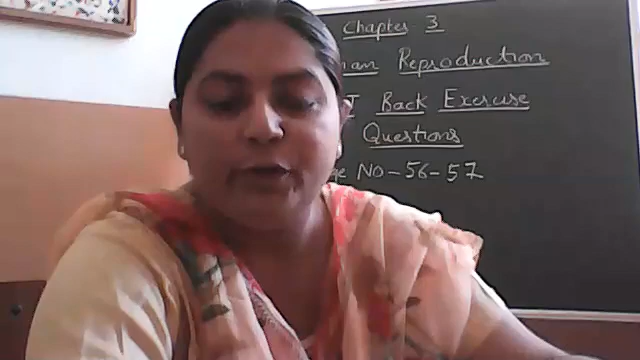 Chapter 3
Reproduction
Back Exercise
Questions
No - 56-57